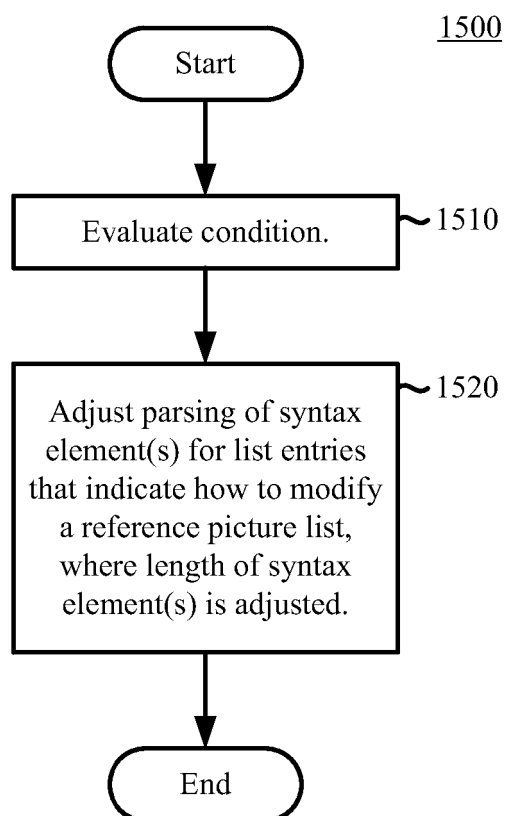 1500
Start
Evaluate condition.
1510
1520
Adjust parsing of syntax
element(s) for list entries
that indicate how to modify
a reference picture list,
where length of syntax
element(s) is adjusted.
End